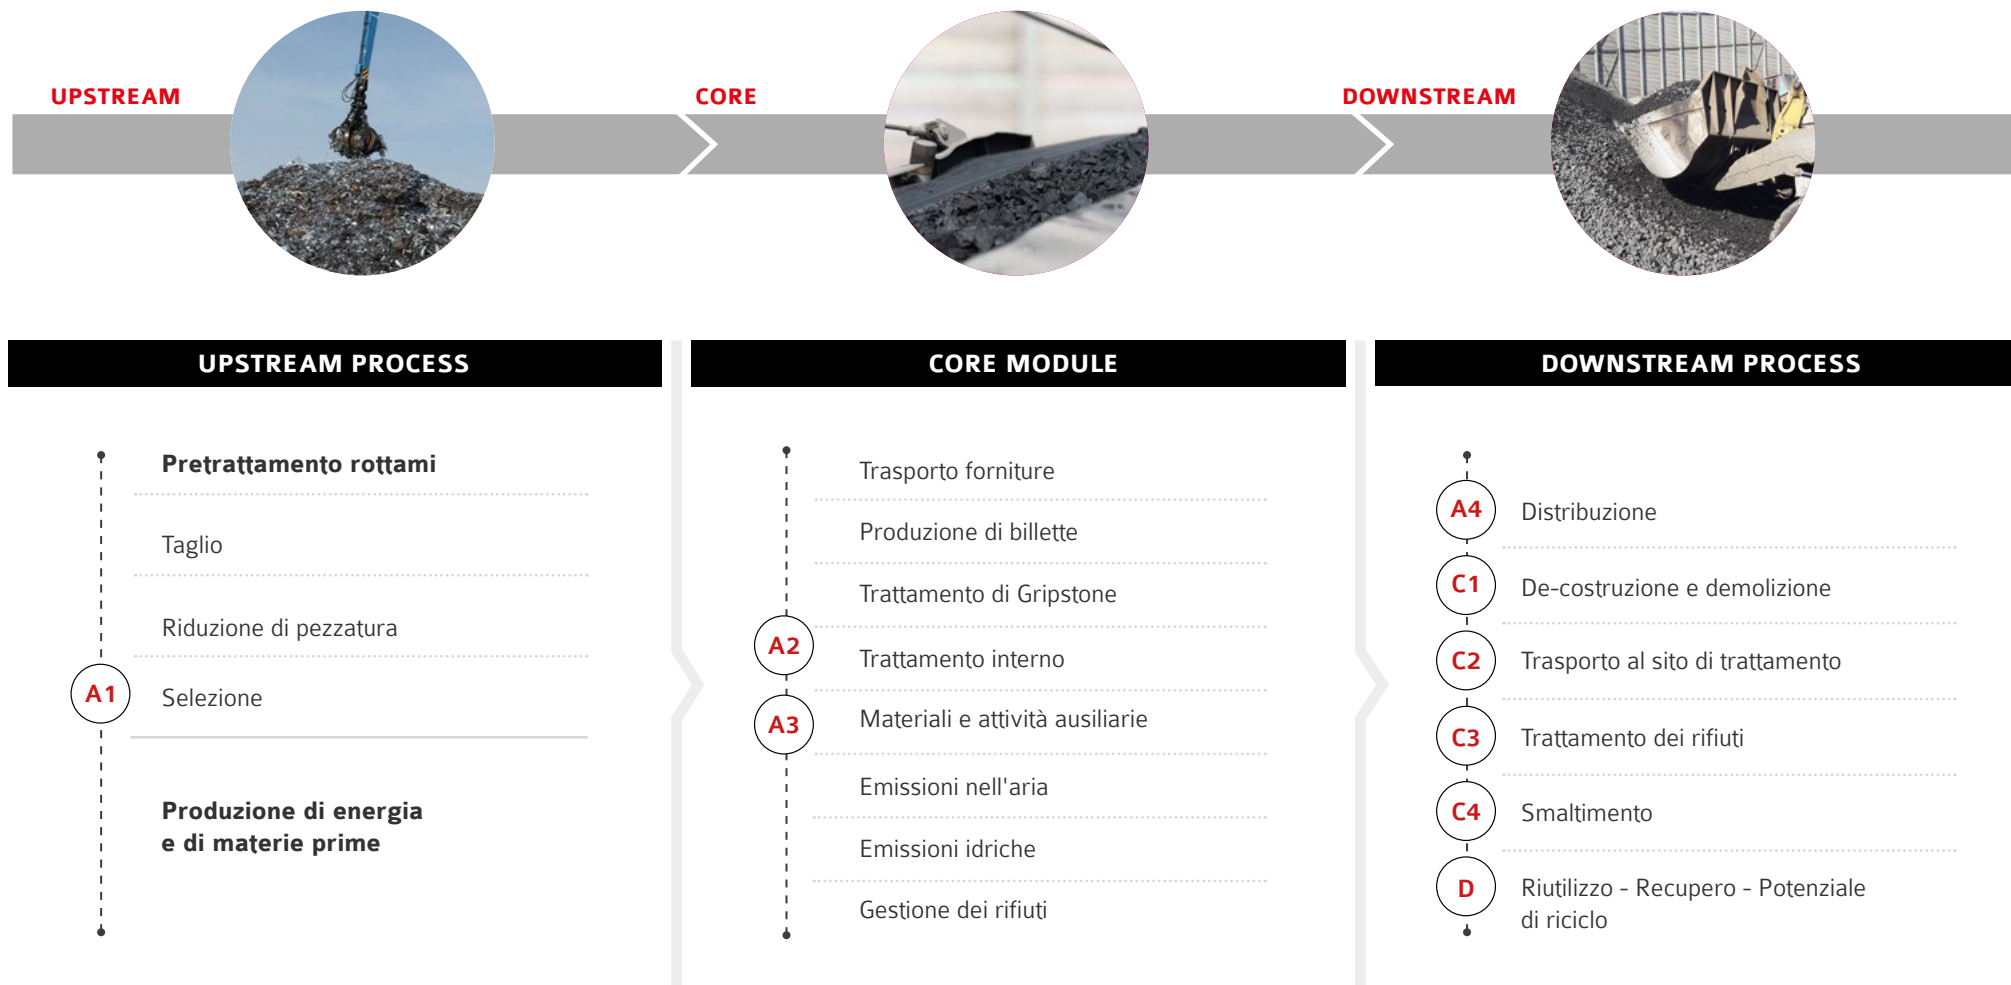 UPSTREAM
CORE
DOWNSTREAM
UPSTREAM PROCESS
Pretrattamento rottami
Taglio
Riduzione di pezzatura
A1
Selezione
Produzione di energia
e di materie prime
CORE MODULE
Trasporto forniture
Produzione di billette
Trattamento di Gripstone
A2
Trattamento interno
A3
Materiali e attività ausiliarie
Emissioni nell'aria
Emissioni idriche
Gestione dei rifiuti
DOWNSTREAM PROCESS
A4 Distribuzione
C1 De-costruzione e demolizione
C2 Trasporto al sito di trattamento
C3 Trattamento dei rifiuti
C4 Smaltimento
D Riutilizzo - Recupero - Potenziale
di riciclo